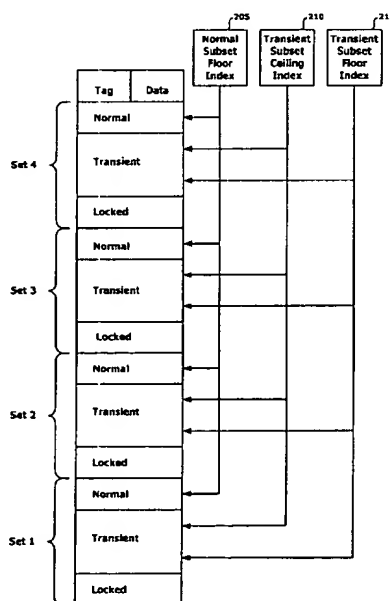 205
210
21
Normal
Subset
Floor
Index
Transient
Subset
Ceiling
Index
Transient
Subset
Floor
Index
Tag
Data
Normal
Set 4
Transient
Locked
Normal
Set 3
Transient
Locked
Normal
Set 2
Transient
Locked
Normal
Set 1
Transient
Locked